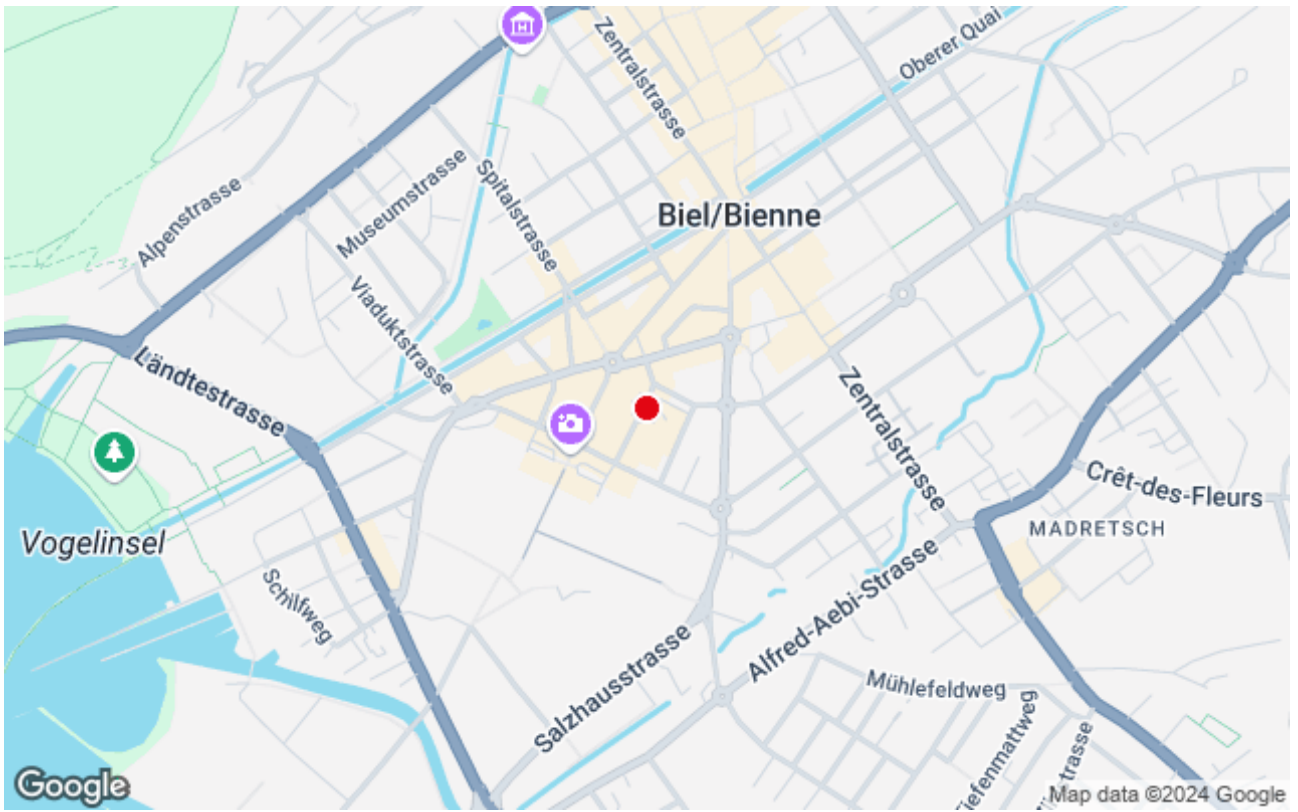 Zentralstrasse
Oberer Quai
Museumstrasse
Spitalstrasse
Alpenstrasse
Biel/Bienne
Viaduktstrasse
Ländtestrasse
Zentralstrasse
Crêt-des-Fleurs
MADRETSCH
Vogelinsel
Schilfweg
Alfred-Aebi-Strasse
Salzhausstrasse
Mühlefeldweg
Google
Map data ©2024 Google